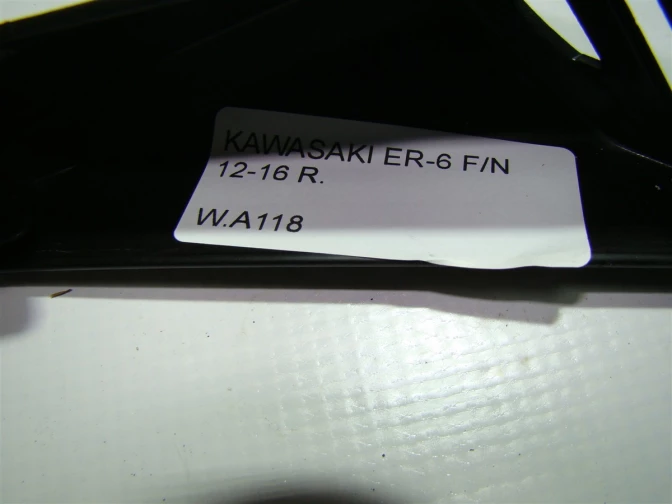 KAWASAKI ER-6 F/N
12-16 R.
W.A118